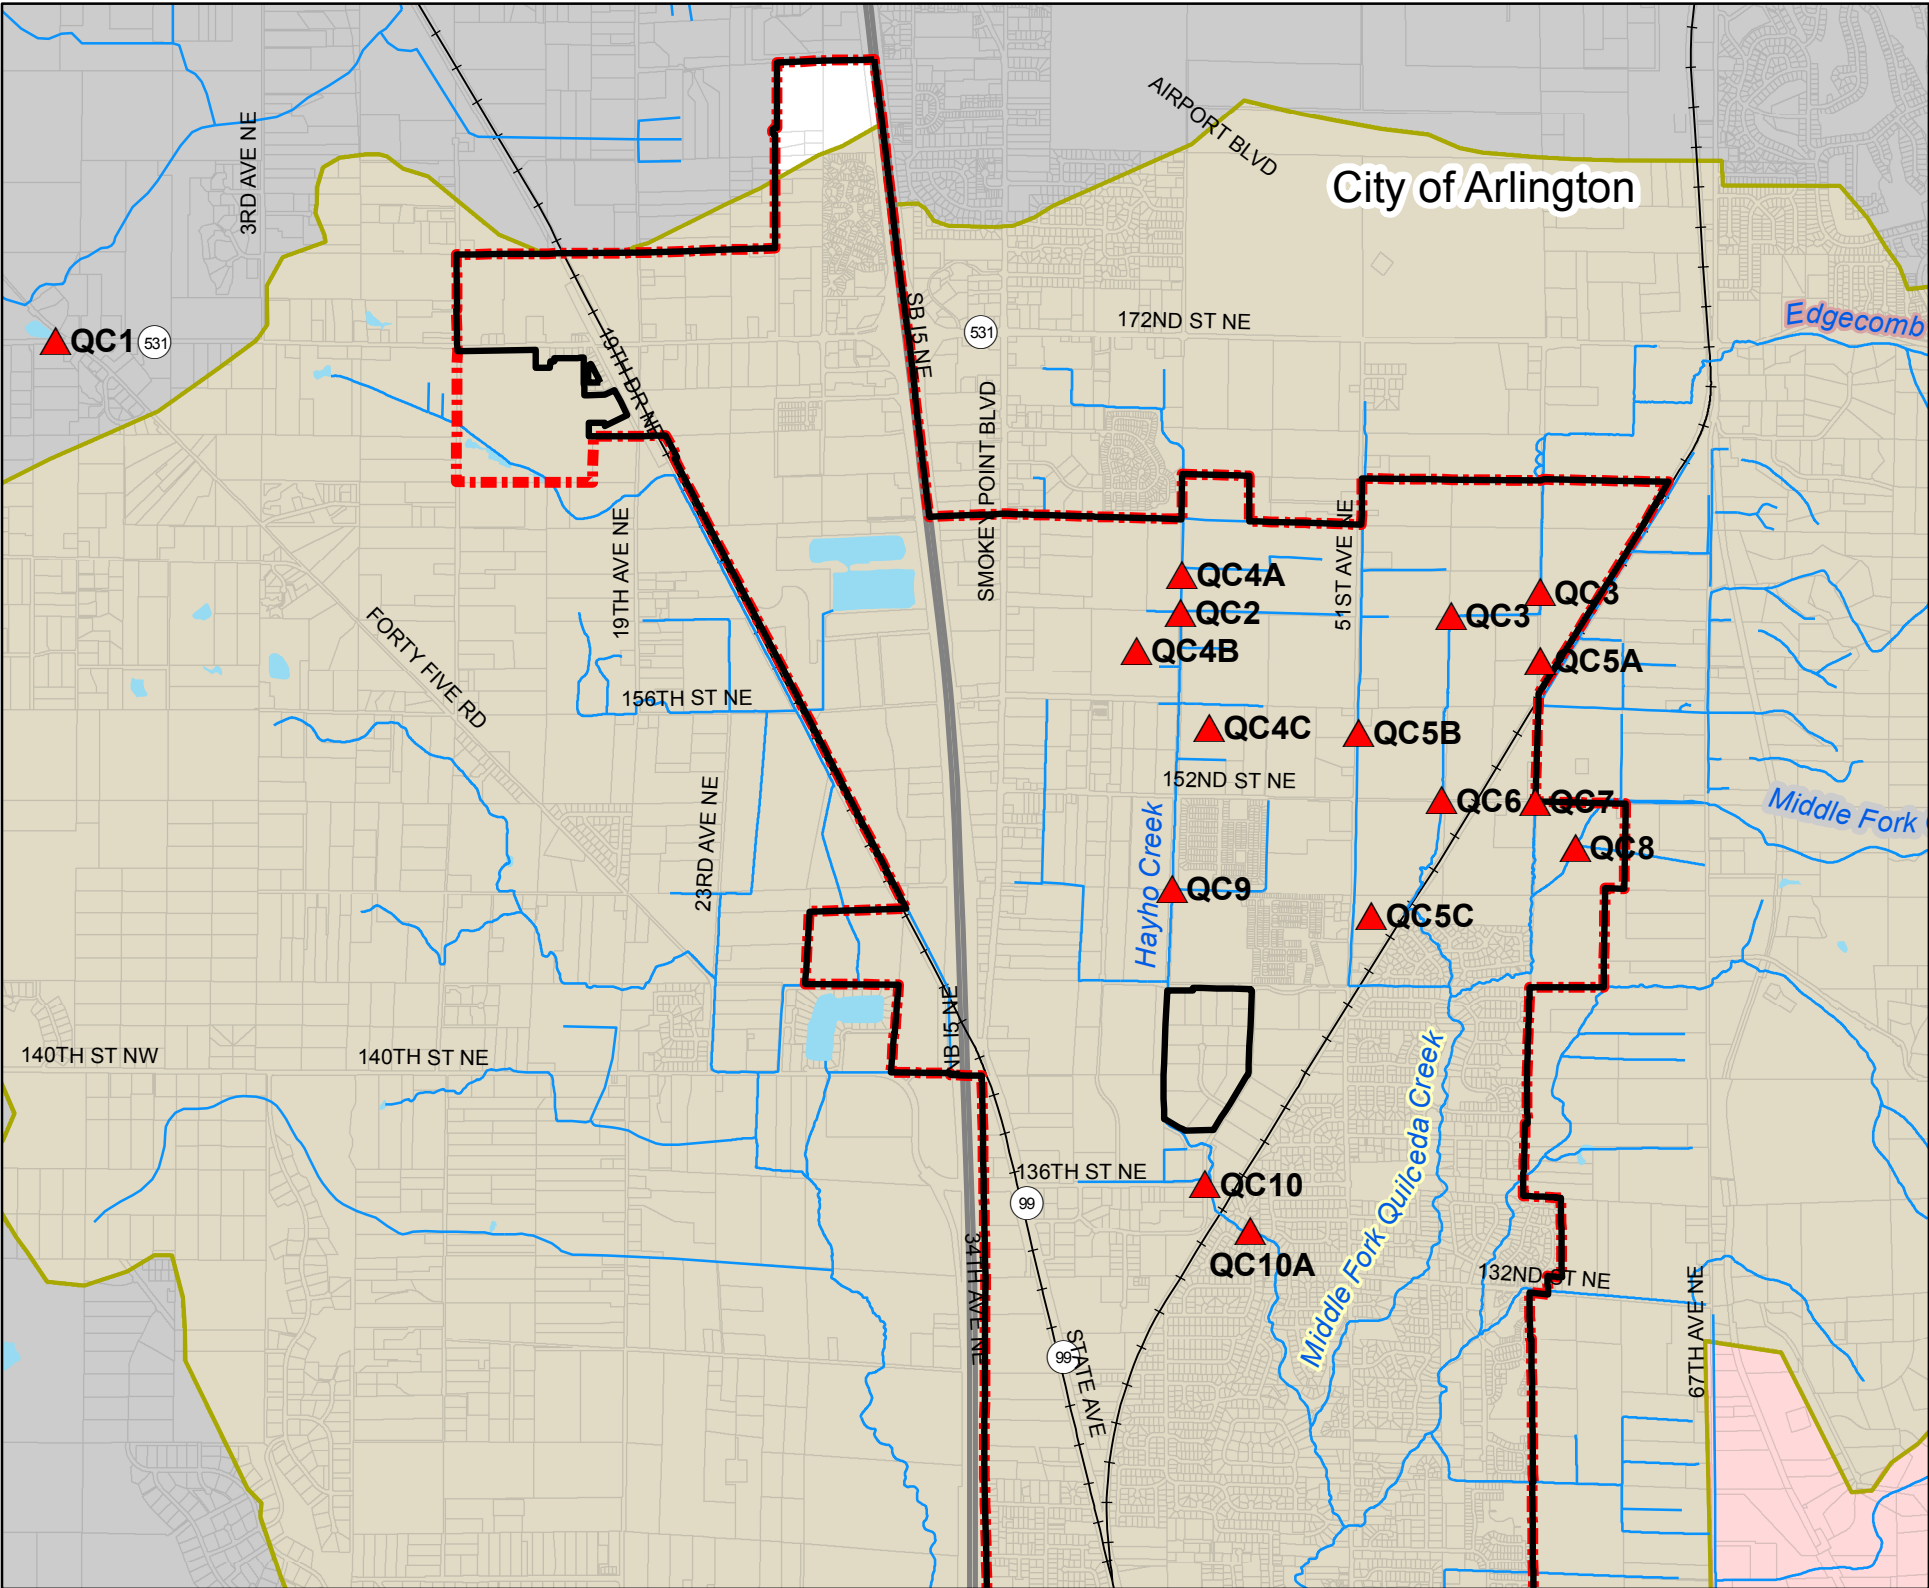 AIRPORT BLVD
City of Arlington
3RD AVE NE
QC1
531
19TH DR NE
SB I5 NE
531
172ND ST NE
Edgecomb
SMOKEY POINT BLVD
19TH AVE NE
51ST AVE NE
QC4A
QC2
QC3
QC3
QC4B
QC5A
FORTY FIVE RD
156TH ST NE
QC4C
QC5B
152ND ST NE
QC6
QC7
Middle Fork
23RD AVE NE
Hayho Creek
QC8
QC9
QC5C
NB I5 NE
140TH ST NW
140TH ST NE
Middle Fork Quilceda Creek
136TH ST NE
QC10
99
34TH AVE NE
QC10A
132ND ST NE
67TH AVE NE
99
STATE AVE